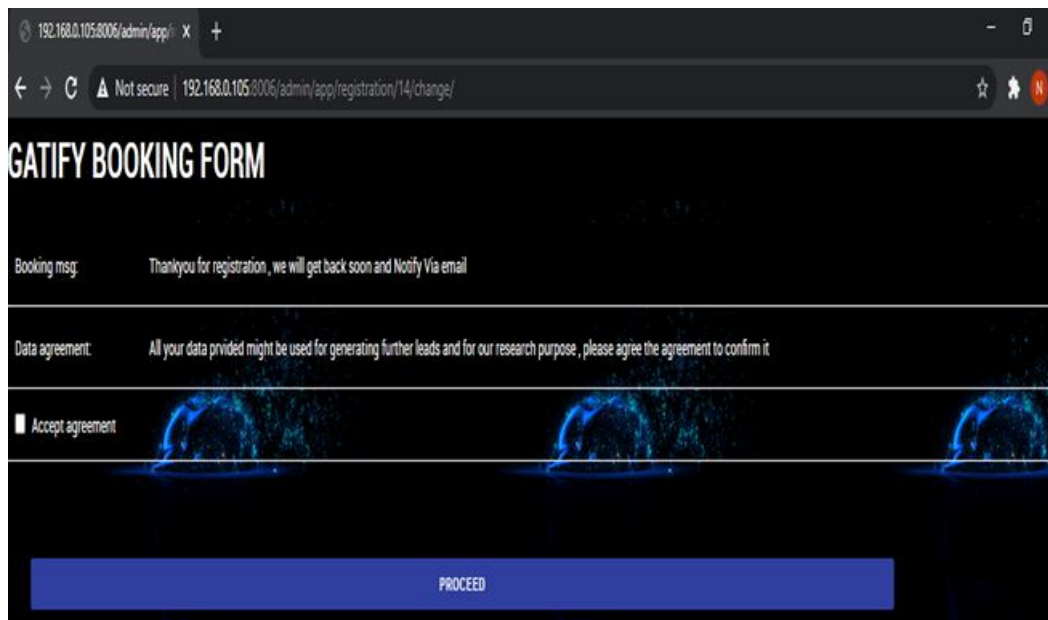 192.168.0.105:8006/admin/app/
Not secure 192.168.0.105:8006/admin/app/registration/14/change/
N
GATIFY BOOKING FORM
Booking msg: Thankyou for registration , we will get back soon and Notify Via email
Data agreement: All your data prvided might be used for generating further leads and for our research purpose , please agree the agreement to confirm it
Accept agreement
PROCEED